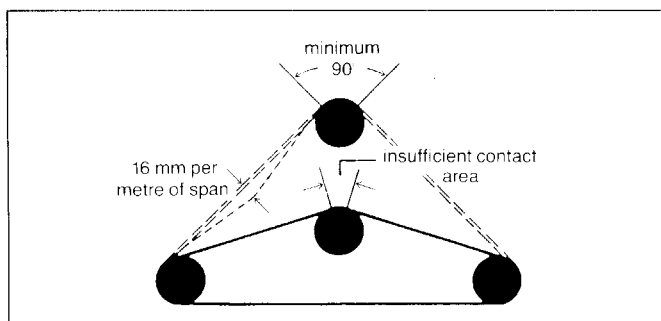 minimum
90°
16 mm per
metre of span
insufficient contact
area